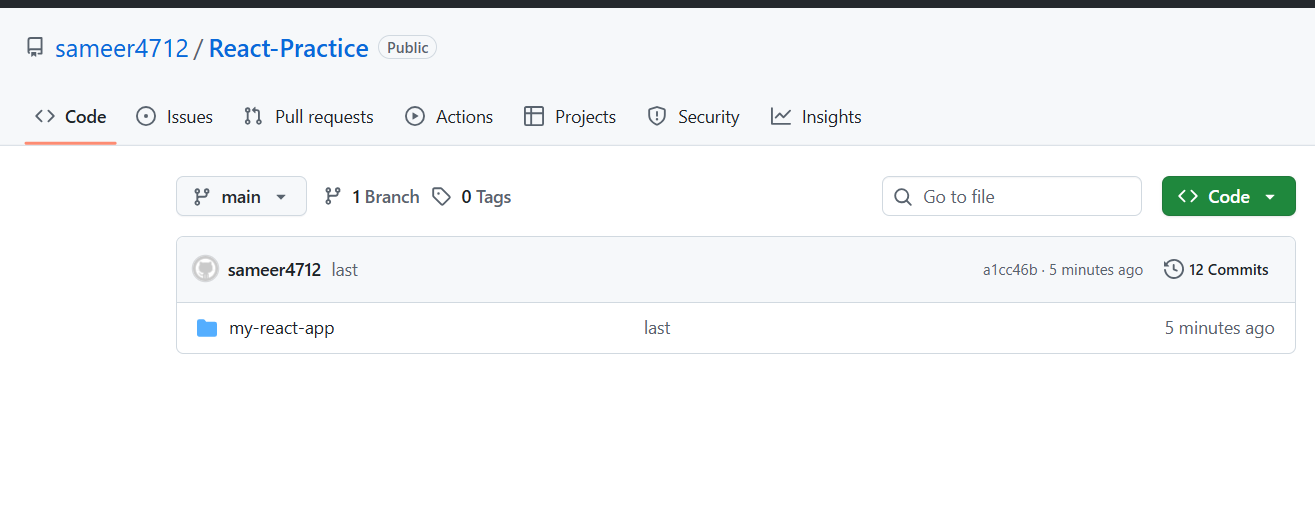 sameer4712 / React-Practice Public
Code Issues Pull requests Actions Projects Security Insights
main 1 Branch 0 Tags Go to file Code
sameer4712 last a1cc46b · 5 minutes ago 12 Commits
my-react-app last 5 minutes ago